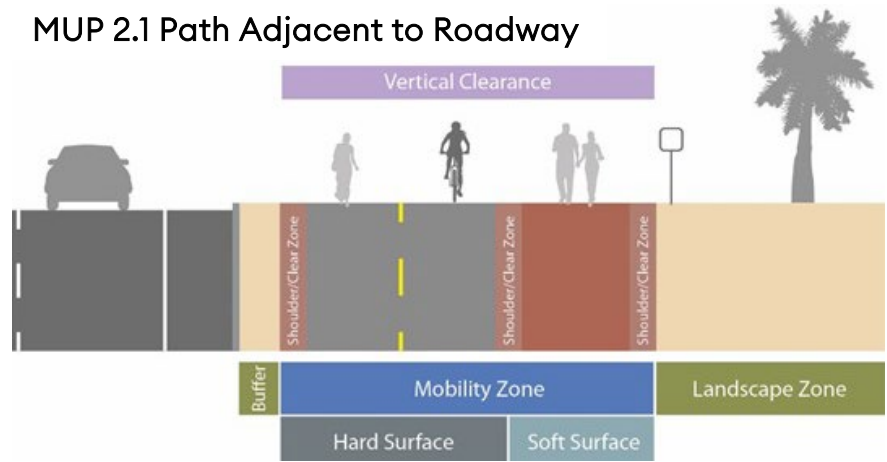 MUP 2.1 Path Adjacent to Roadway
Vertical Clearance
Shoulder/Clear Zone
Shoulder/Clear Zone
Shoulder/Clear Zone
Buffer
Mobility Zone
Landscape Zone
Hard Surface
Soft Surface